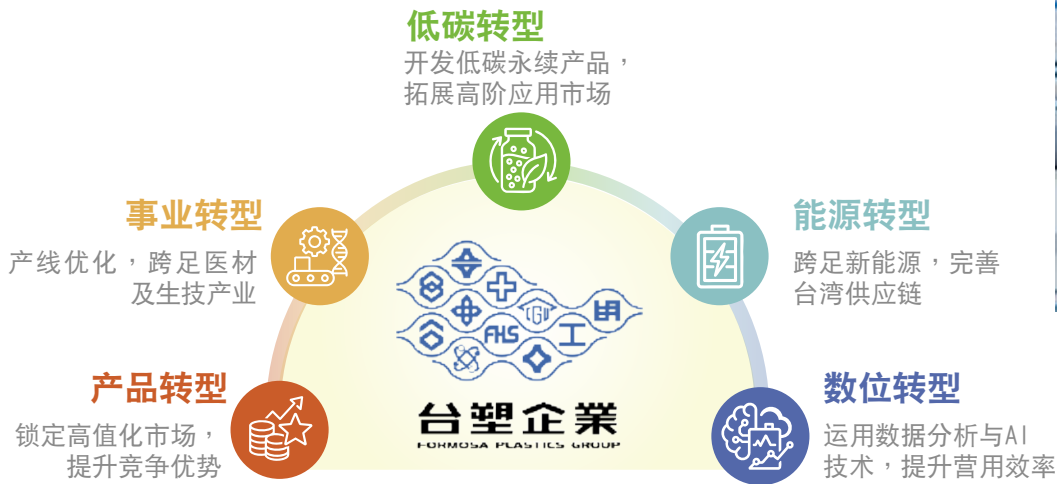 低碳转型
开发低碳永续产品，
拓展高阶应用市场
事业转型
产线优化，跨足医材
及生技产业
能源转型
跨足新能源，完善
台湾供应链
产品转型
锁定高值化市场，
提升竞争优势
数位转型
运用数据分析与AI
技术，提升营用效率
CGU
明
FHS
工
台塑企業
FORMOSA PLASTICS GROUP